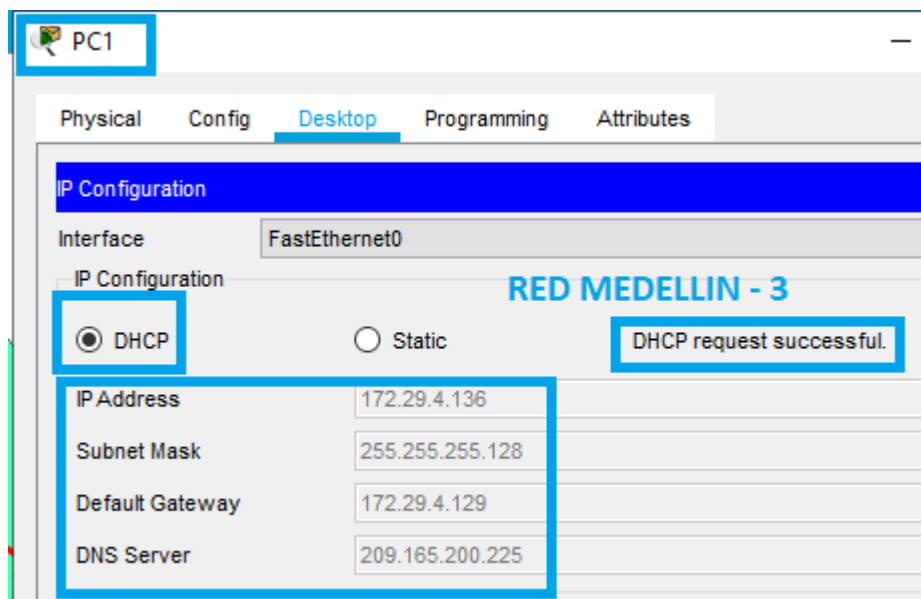 PC1
Physical Config Desktop Programming Attributes
IP Configuration
Interface FastEthernet0
IP Configuration
RED MEDELLIN - 3
DHCP Static DHCP request successful.
IP Address 172.29.4.136
Subnet Mask 255.255.255.128
Default Gateway 172.29.4.129
DNS Server 209.165.200.225